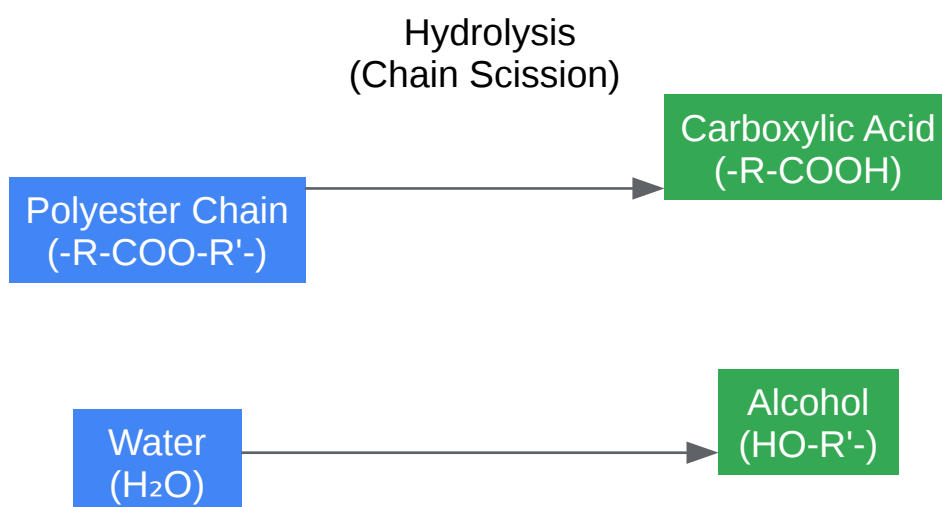 Hydrolysis
(Chain Scission)
Carboxylic Acid
(-R-COOH)
Polyester Chain
(-R-COO-R'-)
Alcohol
(HO-R'-)
Water
(H₂O)